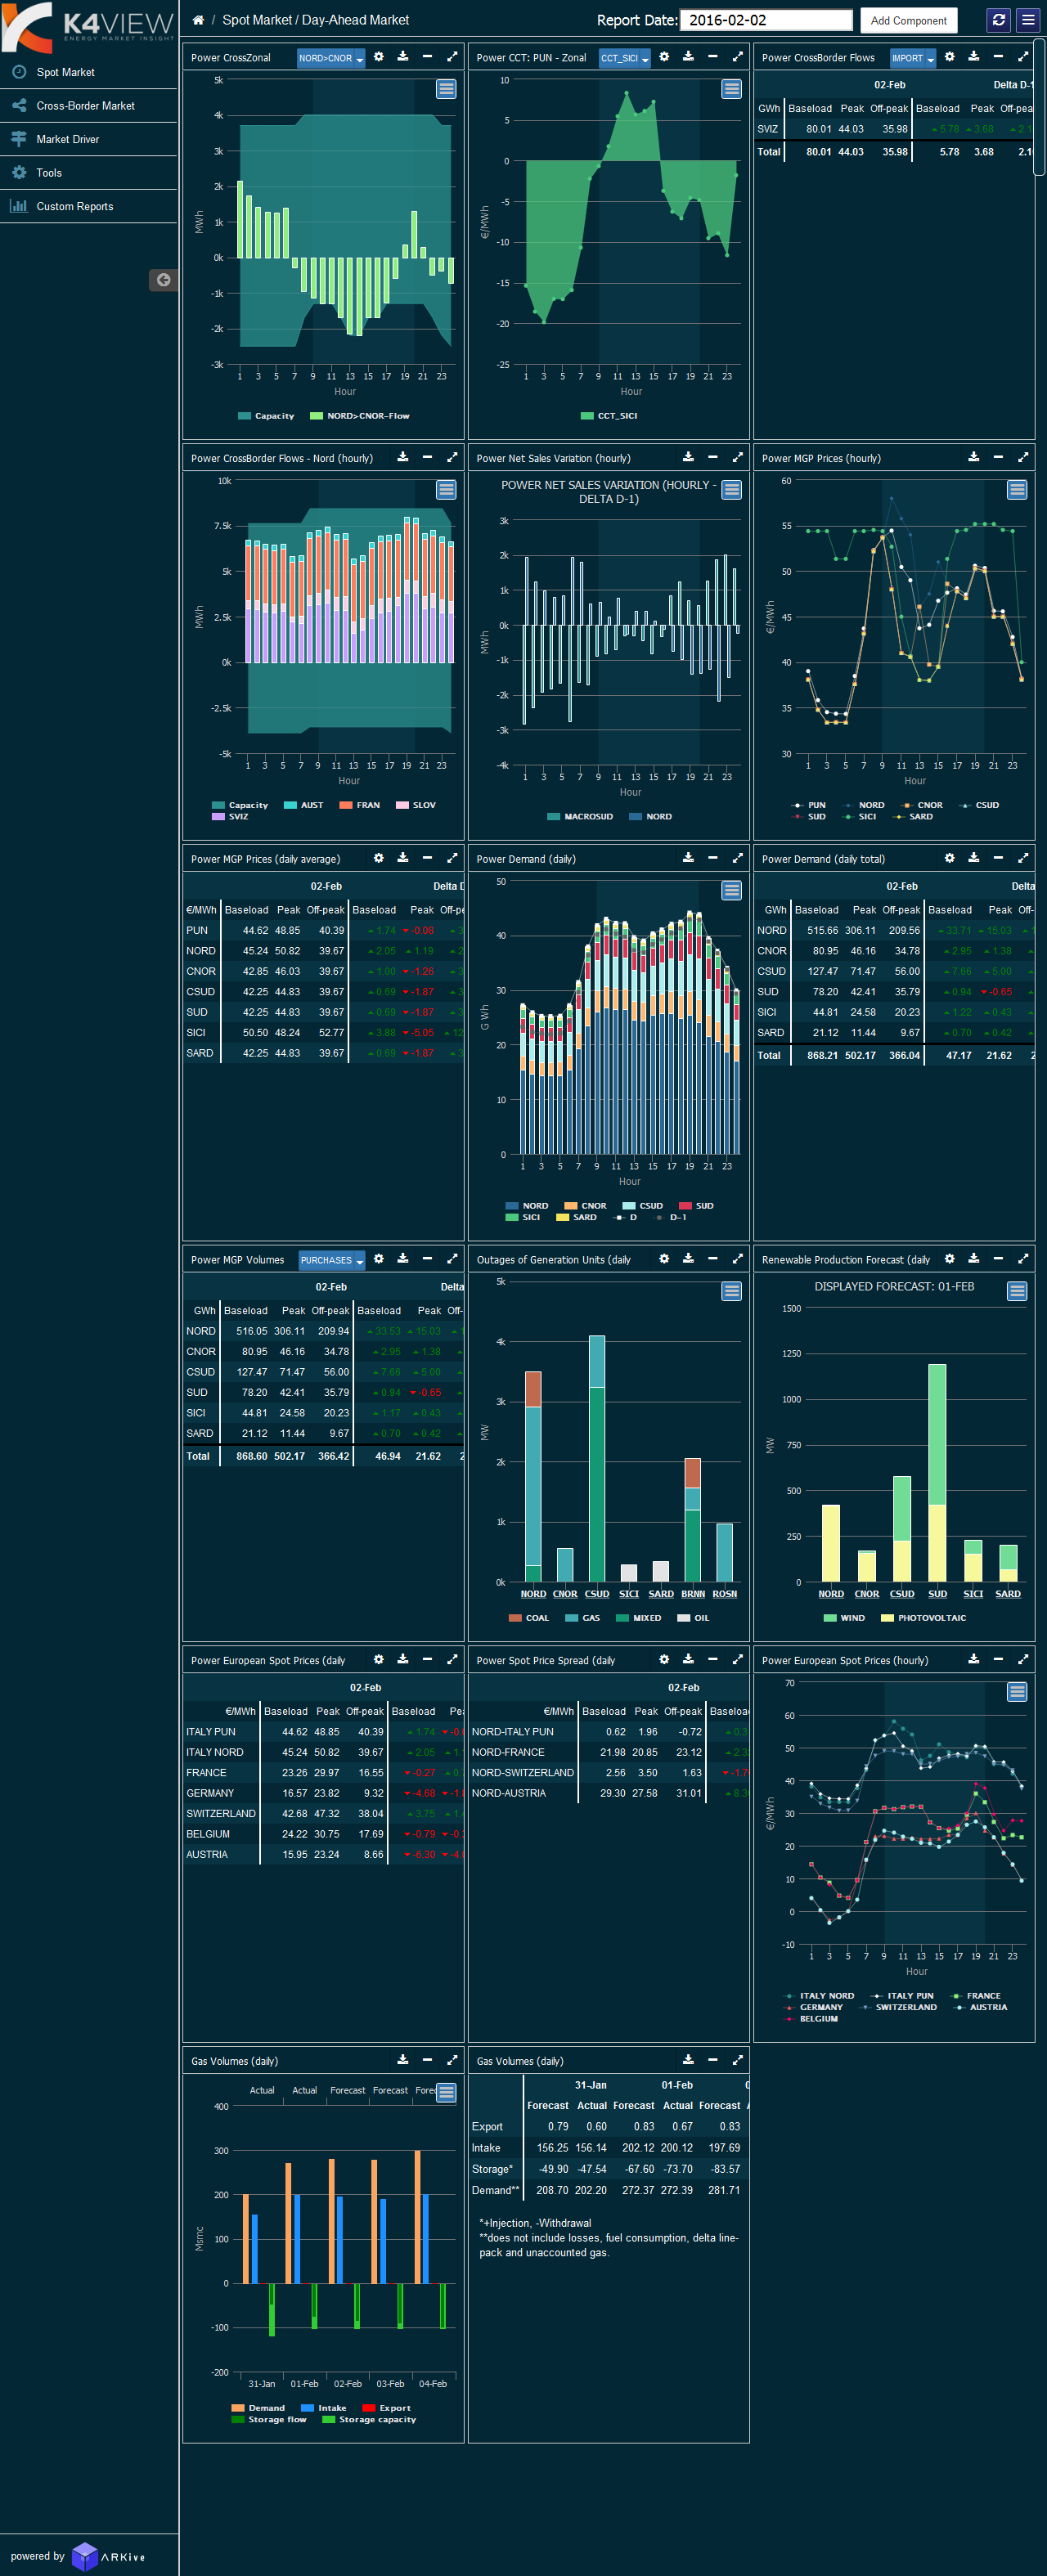 K4VIEW
ENERGY MARKET INSIGHT
Spot Market / Day-Ahead Market
Report Date: 2016-02-02
Add Component
Spot Market
Cross-Border Market
Market Driver
Tools
Custom Reports
Power CrossZonal NORD>CNOR
5k
4k
3k
2k
1k
0k
-1k
-2k
-3k
MWh
1 3 5 7 9 11 13 15 17 19 21 23
Hour
Capacity NORD>CNOR-Flow
Power CCT: PUN - Zonal CCT_SICI
10
5
0
-5
-10
-15
-20
-25
€/MWh
1 3 5 7 9 11 13 15 17 19 21 23
Hour
CCT_SICI
Power CrossBorder Flows IMPORT
02-Feb Delta D-1
GWh Baseload Peak Off-peak Baseload Peak Off-pea
SVIZ 80.01 44.03 35.98 5.78 3.68 2.1
Total 80.01 44.03 35.98 5.78 3.68 2.1
Power CrossBorder Flows - Nord (hourly)
10k
7.5k
5k
2.5k
0k
-2.5k
-5k
MWh
1 3 5 7 9 11 13 15 17 19 21 23
Hour
Capacity AUST FRAN SLOV
SVIZ
Power Net Sales Variation (hourly)
POWER NET SALES VARIATION (HOURLY -
DELTA D-1)
3k
2k
1k
0k
-1k
-2k
-3k
-4k
MWh
1 3 5 7 9 11 13 15 17 19 21 23
Hour
MACROSUD NORD
Power MGP Prices (hourly)
60
55
50
45
40
35
30
€/MWh
1 3 5 7 9 11 13 15 17 19 21 23
Hour
PUN NORD CNOR CSUD
SUD SICI SARD
Power MGP Prices (daily average)
02-Feb Delta D
€/MWh Baseload Peak Off-peak Baseload Peak Off-pe
PUN 44.62 48.85 40.39 1.74 -0.08 3
NORD 45.24 50.82 39.67 2.05 1.19 2
CNOR 42.85 46.03 39.67 1.00 -1.26 3
CSUD 42.25 44.83 39.67 0.69 -1.87 3
SUD 42.25 44.83 39.67 0.69 -1.87 3
SICI 50.50 48.24 52.77 3.88 -5.05 12
SARD 42.25 44.83 39.67 0.69 -1.87 3
Power Demand (daily)
50
40
30
20
10
0
G Wh
1 3 5 7 9 11 13 15 17 19 21 23
Hour
NORD CNOR CSUD SUD
SICI SARD D D-1
Power Demand (daily total)
02-Feb Delta
GWh Baseload Peak Off-peak Baseload Peak Off-
NORD 515.66 306.11 209.56 33.71 15.03 1
CNOR 80.95 46.16 34.78 2.95 1.38
CSUD 127.47 71.47 56.00 7.66 5.00
SUD 78.20 42.41 35.79 0.94 -0.65
SICI 44.81 24.58 20.23 1.22 0.43
SARD 21.12 11.44 9.67 0.70 0.42
Total 868.21 502.17 366.04 47.17 21.62 2
Power MGP Volumes PURCHASES
02-Feb Delta
GWh Baseload Peak Off-peak Baseload Peak Off-
NORD 516.05 306.11 209.94 33.53 15.03 1
CNOR 80.95 46.16 34.78 2.95 1.38
CSUD 127.47 71.47 56.00 7.66 5.00
SUD 78.20 42.41 35.79 0.94 -0.65
SICI 44.81 24.58 20.23 1.17 0.43
SARD 21.12 11.44 9.67 0.70 0.42
Total 868.60 502.17 366.42 46.94 21.62 2
Outages of Generation Units (daily
5k
4k
3k
2k
1k
0k
MW
NORD CNOR CSUD SICI SARD BRNN ROSN
COAL GAS MIXED OIL
Renewable Production Forecast (daily
DISPLAYED FORECAST: 01-FEB
1500
1250
1000
750
500
250
0
MW
NORD CNOR CSUD SUD SICI SARD
WIND PHOTOVOLTAIC
Power European Spot Prices (daily
02-Feb
€/MWh Baseload Peak Off-peak Baseload Pea
ITALY PUN 44.62 48.85 40.39 1.74 -0.0
ITALY NORD 45.24 50.82 39.67 2.05 1.
FRANCE 23.26 29.97 16.55 -0.27 0.
GERMANY 16.57 23.82 9.32 -4.68 -1.
SWITZERLAND 42.68 47.32 38.04 3.75 1.
BELGIUM 24.22 30.75 17.69 -0.79 -0.
AUSTRIA 15.95 23.24 8.66 -6.30 -4.
Power Spot Price Spread (daily
02-Feb
€/MWh Baseload Peak Off-peak Baseload
NORD-ITALY PUN 0.62 1.96 -0.72 0.3
NORD-FRANCE 21.98 20.85 23.12 2.3
NORD-SWITZERLAND 2.56 3.50 1.63 -1.7
NORD-AUSTRIA 29.30 27.58 31.01 8.3
Power European Spot Prices (hourly)
70
60
50
40
30
20
10
0
-10
€/MWh
1 3 5 7 9 11 13 15 17 19 21 23
Hour
ITALY NORD ITALY PUN FRANCE
GERMANY SWITZERLAND AUSTRIA
BELGIUM
Gas Volumes (daily)
Actual Actual Forecast Forecast Forec
400
300
200
100
0
-100
-200
Msmc
31-Jan 01-Feb 02-Feb 03-Feb 04-Feb
Demand Intake Export
Storage flow Storage capacity
Gas Volumes (daily)
31-Jan 01-Feb 0
Forecast Actual Forecast Actual Forecast A
Export 0.79 0.60 0.83 0.67 0.83
Intake 156.25 156.14 202.12 200.12 197.69
Storage* -49.90 -47.54 -67.60 -73.70 -83.57
Demand** 208.70 202.20 272.37 272.39 281.71
*+Injection, -Withdrawal
**does not include losses, fuel consumption, delta line-
pack and unaccounted gas.
powered by ARKive